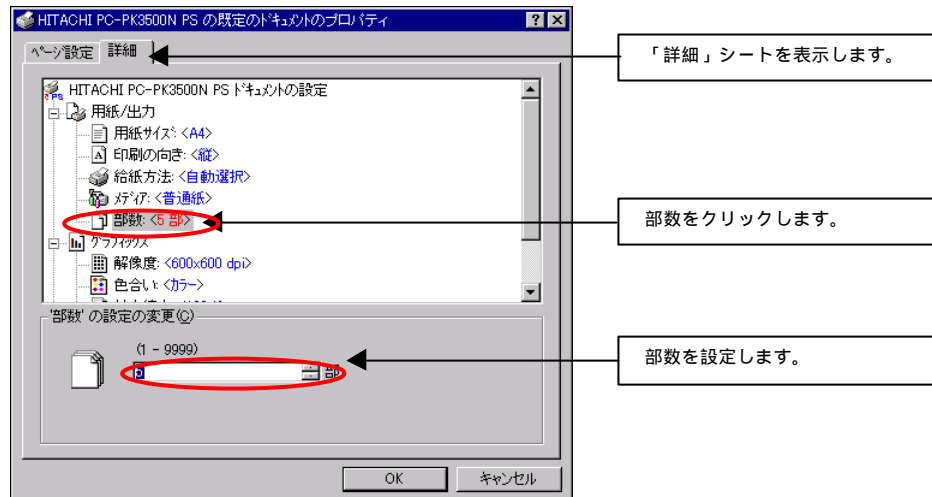 HITACHI PC-PK3500N PS の既定のドキュメントのプロパティ
ページ設定 詳細
「詳細」シートを表示します。
HITACHI PC-PK3500N PS ドキュメントの設定
用紙/出力
用紙サイズ: <A4>
印刷の向き: <縦>
給紙方法: <自動選択>
メディア: <普通紙>
部数: <5 部>
部数をクリックします。
グラフィックス
解像度: <600x600 dpi>
色合い: <カラー>
'部数' の設定の変更(C)
(1 - 9999)
5 部
部数を設定します。
OK キャンセル